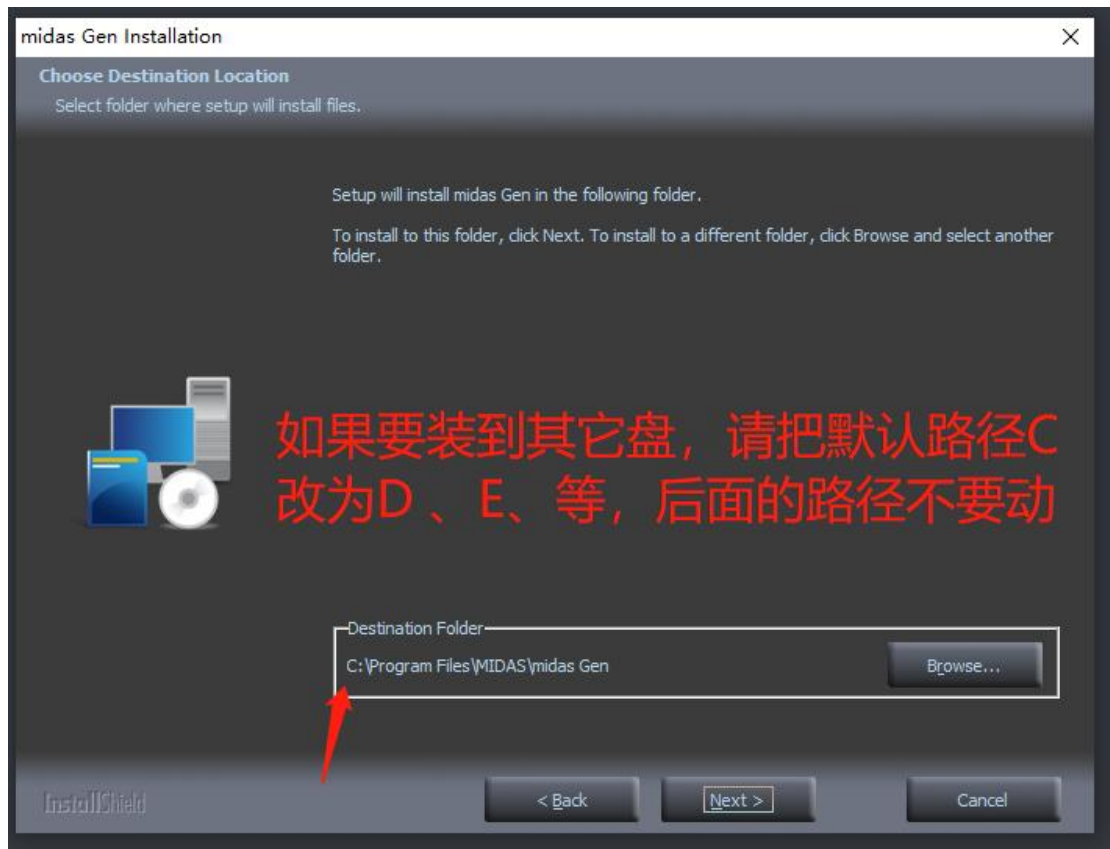 midas Gen Installation
Choose Destination Location
Select folder where setup will install files.
Setup will install midas Gen in the following folder.
To install to this folder, click Next. To install to a different folder, click Browse and select another
folder.
如果要装到其它盘，请把默认路径C
改为D 、E、等，后面的路径不要动
Destination Folder
C:\Program Files\MIDAS\midas Gen
Browse...
InstallShield
< Back
Next >
Cancel